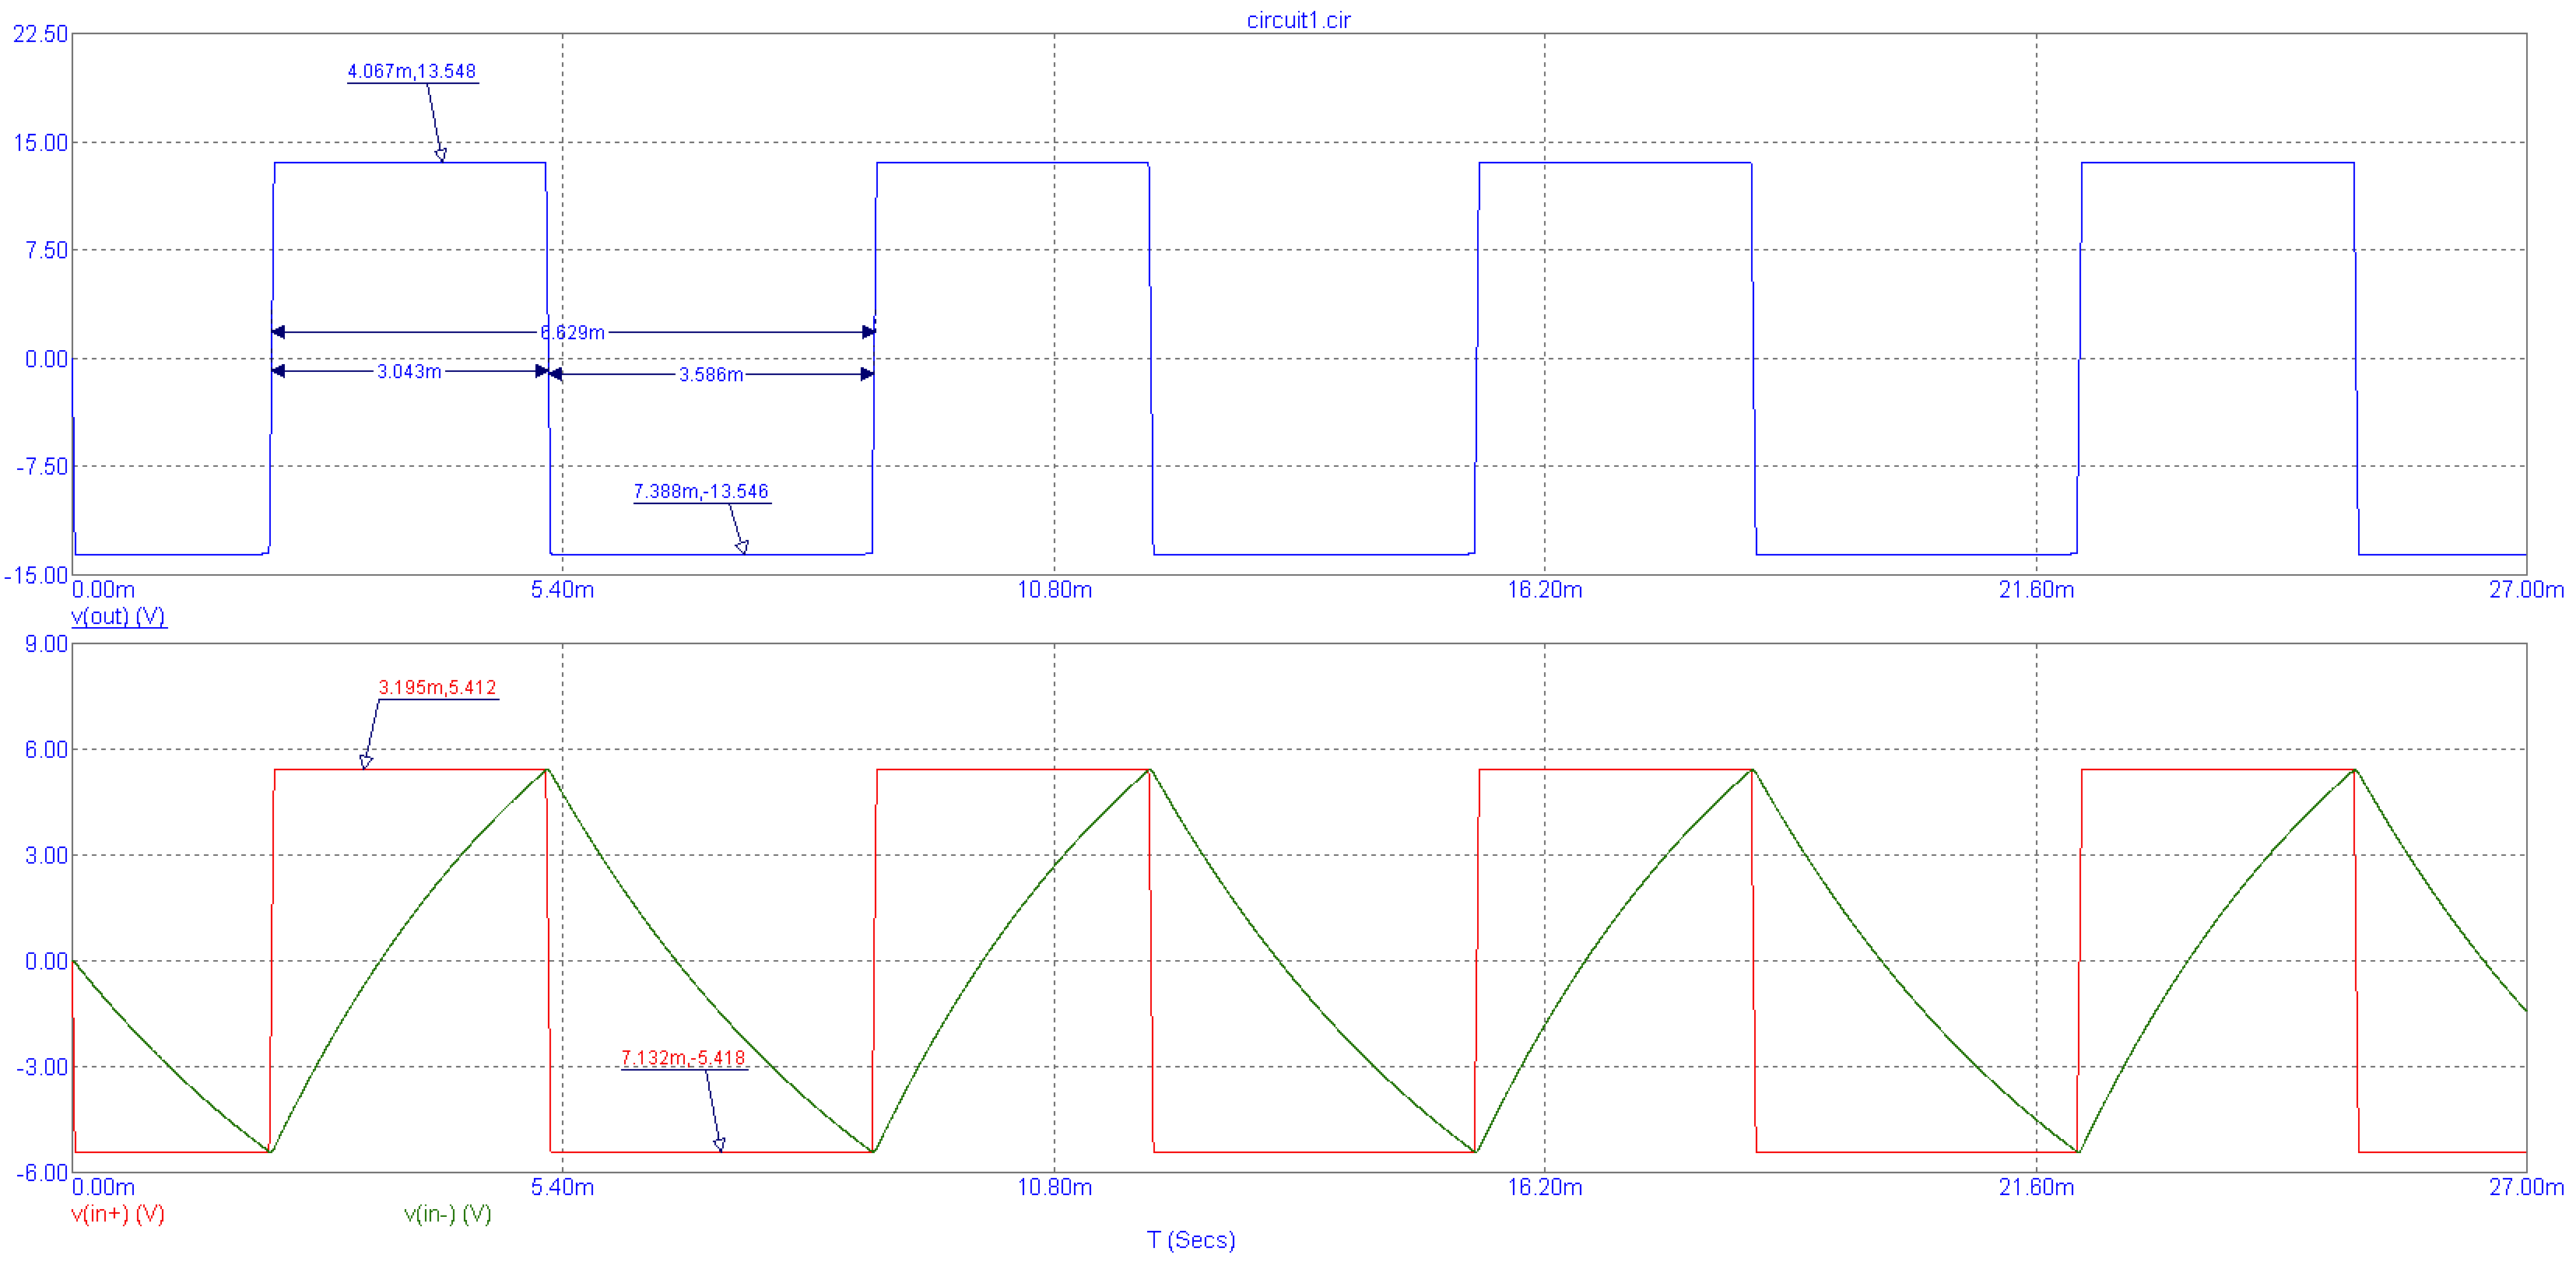 circuit1.cir
22.50
4.067m,13.548
15.00
7.50
6.629m
0.00
3.043m
3.586m
-7.50
7.388m,-13.546
-15.00
0.00m 5.40m 10.80m 16.20m 21.60m 27.00m
v(out) (V)
9.00
3.195m,5.412
6.00
3.00
0.00
-3.00
7.132m,-5.418
-6.00
0.00m 5.40m 10.80m 16.20m 21.60m 27.00m
v(in+) (V) v(in-) (V)
T (Secs)